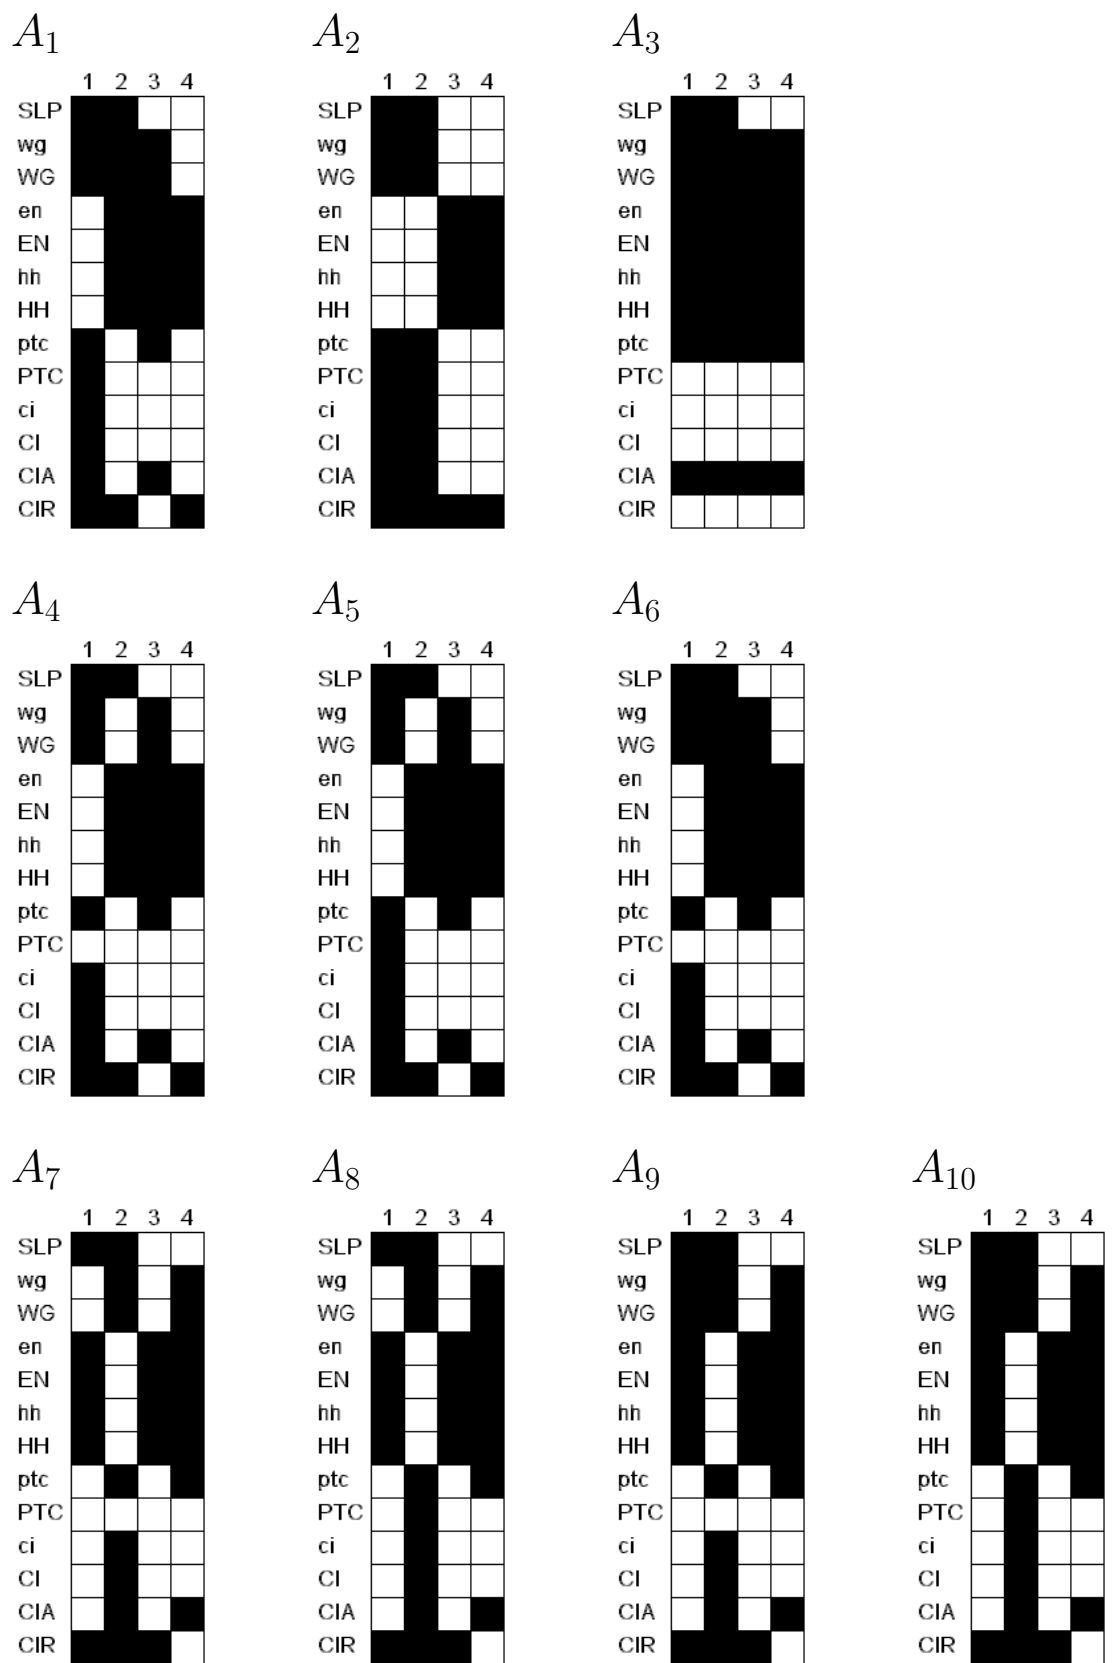 A₁ A₂ A₃
1 2 3 4 1 2 3 4 1 2 3 4
SLP SLP SLP
wg wg wg
WG WG WG
en en en
EN EN EN
hh hh hh
HH HH HH
ptc ptc ptc
PTC PTC PTC
ci ci ci
CI CI CI
CIA CIA CIA
CIR CIR CIR
A₄ A₅ A₆
1 2 3 4 1 2 3 4 1 2 3 4
SLP SLP SLP
wg wg wg
WG WG WG
en en en
EN EN EN
hh hh hh
HH HH HH
ptc ptc ptc
PTC PTC PTC
ci ci ci
CI CI CI
CIA CIA CIA
CIR CIR CIR
A₇ A₈ A₉ A₁₀
1 2 3 4 1 2 3 4 1 2 3 4 1 2 3 4
SLP SLP SLP SLP
wg wg wg wg
WG WG WG WG
en en en en
EN EN EN EN
hh hh hh hh
HH HH HH HH
ptc ptc ptc ptc
PTC PTC PTC PTC
ci ci ci ci
CI CI CI CI
CIA CIA CIA CIA
CIR CIR CIR CIR